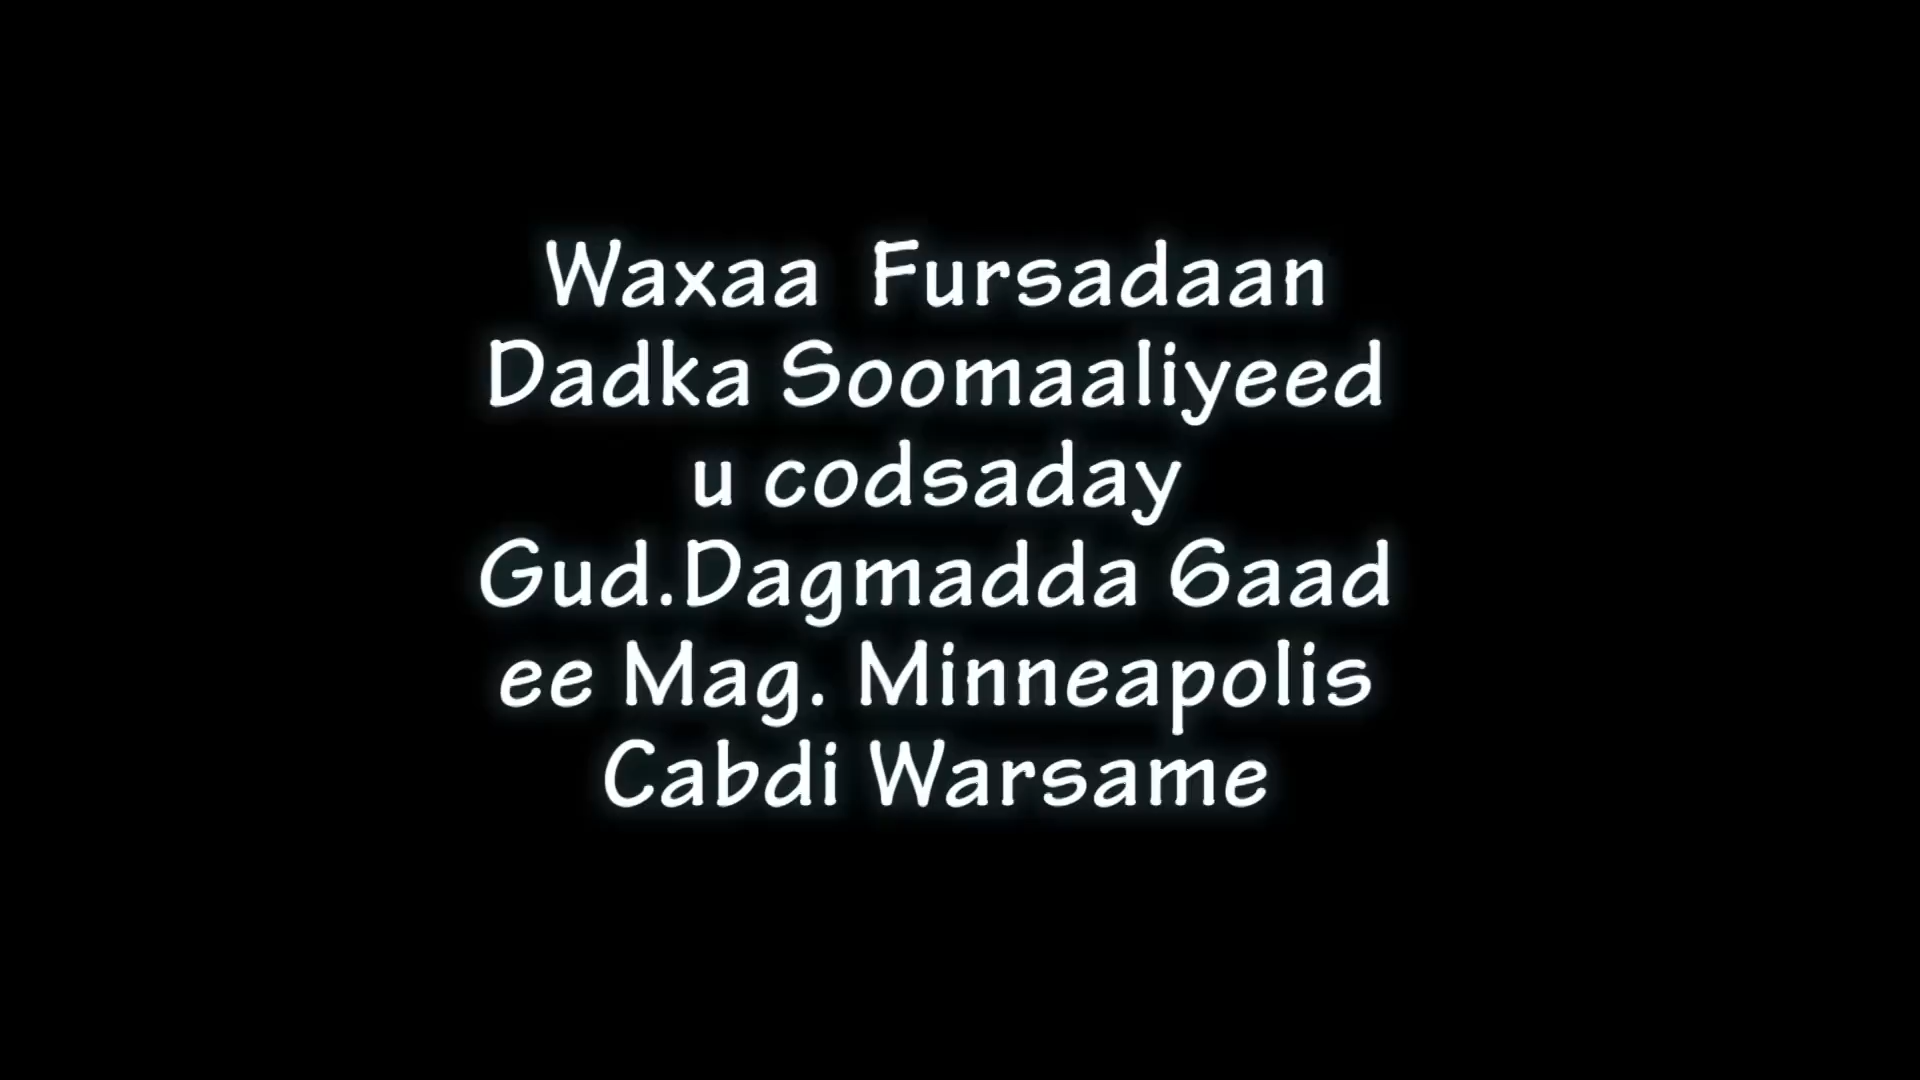 Waxaa Fursadaan
Dadka Soomaaliyeed
u codsaday
Gud.Dagmadda 6aad
ee Mag. Minneapolis
Cabdi Warsame